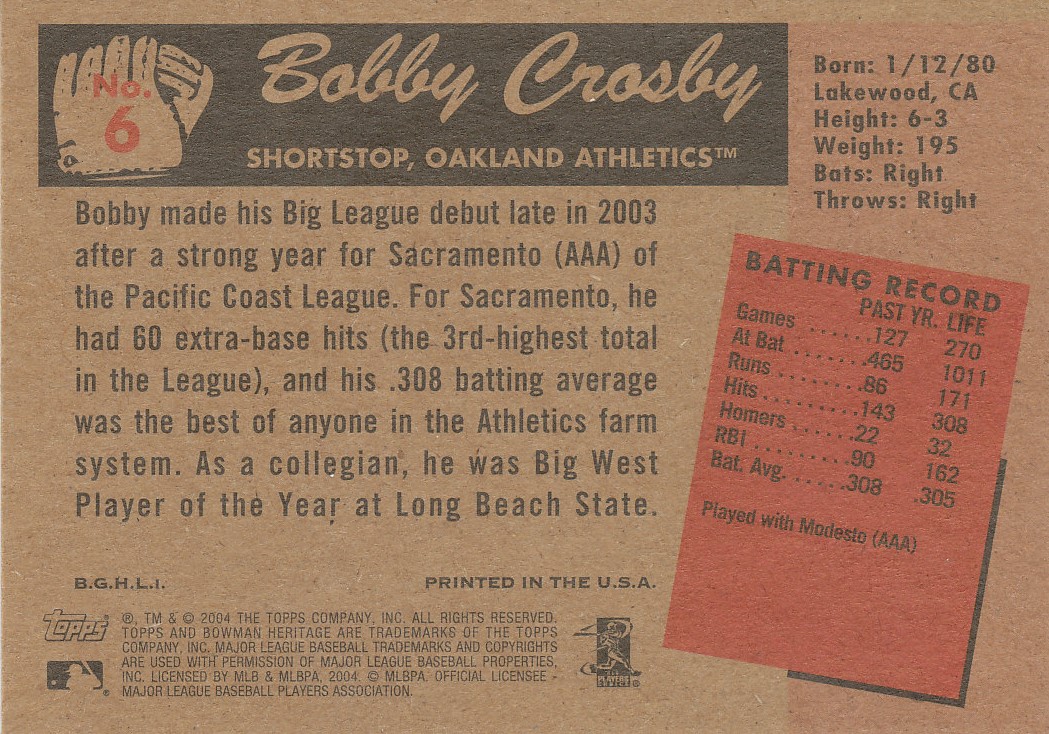 No.
6
Bobby Crosby
SHORTSTOP, OAKLAND ATHLETICS™
Born: 1/12/80
Lakewood, CA
Height: 6-3
Weight: 195
Bats: Right
Throws: Right
Bobby made his Big League debut late in 2003
after a strong year for Sacramento (AAA) of
the Pacific Coast League. For Sacramento, he
had 60 extra-base hits (the 3rd-highest total
in the League), and his .308 batting average
was the best of anyone in the Athletics farm
system. As a collegian, he was Big West
Player of the Year at Long Beach State.
BATTING RECORD
PAST YR. LIFE
Games ......127 270
At Bat ........465 1011
Runs .........86 171
Hits ..........143 308
Homers ......22 32
RBI ..........90 162
Bat. Avg. ......308 .305
Played with Modesto (AAA)
B.G.H.L.I. PRINTED IN THE U.S.A.
Topps
®, TM & © 2004 THE TOPPS COMPANY, INC. ALL RIGHTS RESERVED.
TOPPS AND BOWMAN HERITAGE ARE TRADEMARKS OF THE TOPPS
COMPANY, INC. MAJOR LEAGUE BASEBALL TRADEMARKS AND COPYRIGHTS
ARE USED WITH PERMISSION OF MAJOR LEAGUE BASEBALL PROPERTIES,
INC. LICENSED BY MLB & MLBPA, 2004. © MLBPA. OFFICIAL LICENSEE -
MAJOR LEAGUE BASEBALL PLAYERS ASSOCIATION.
PLAYERS
CHOICE ®